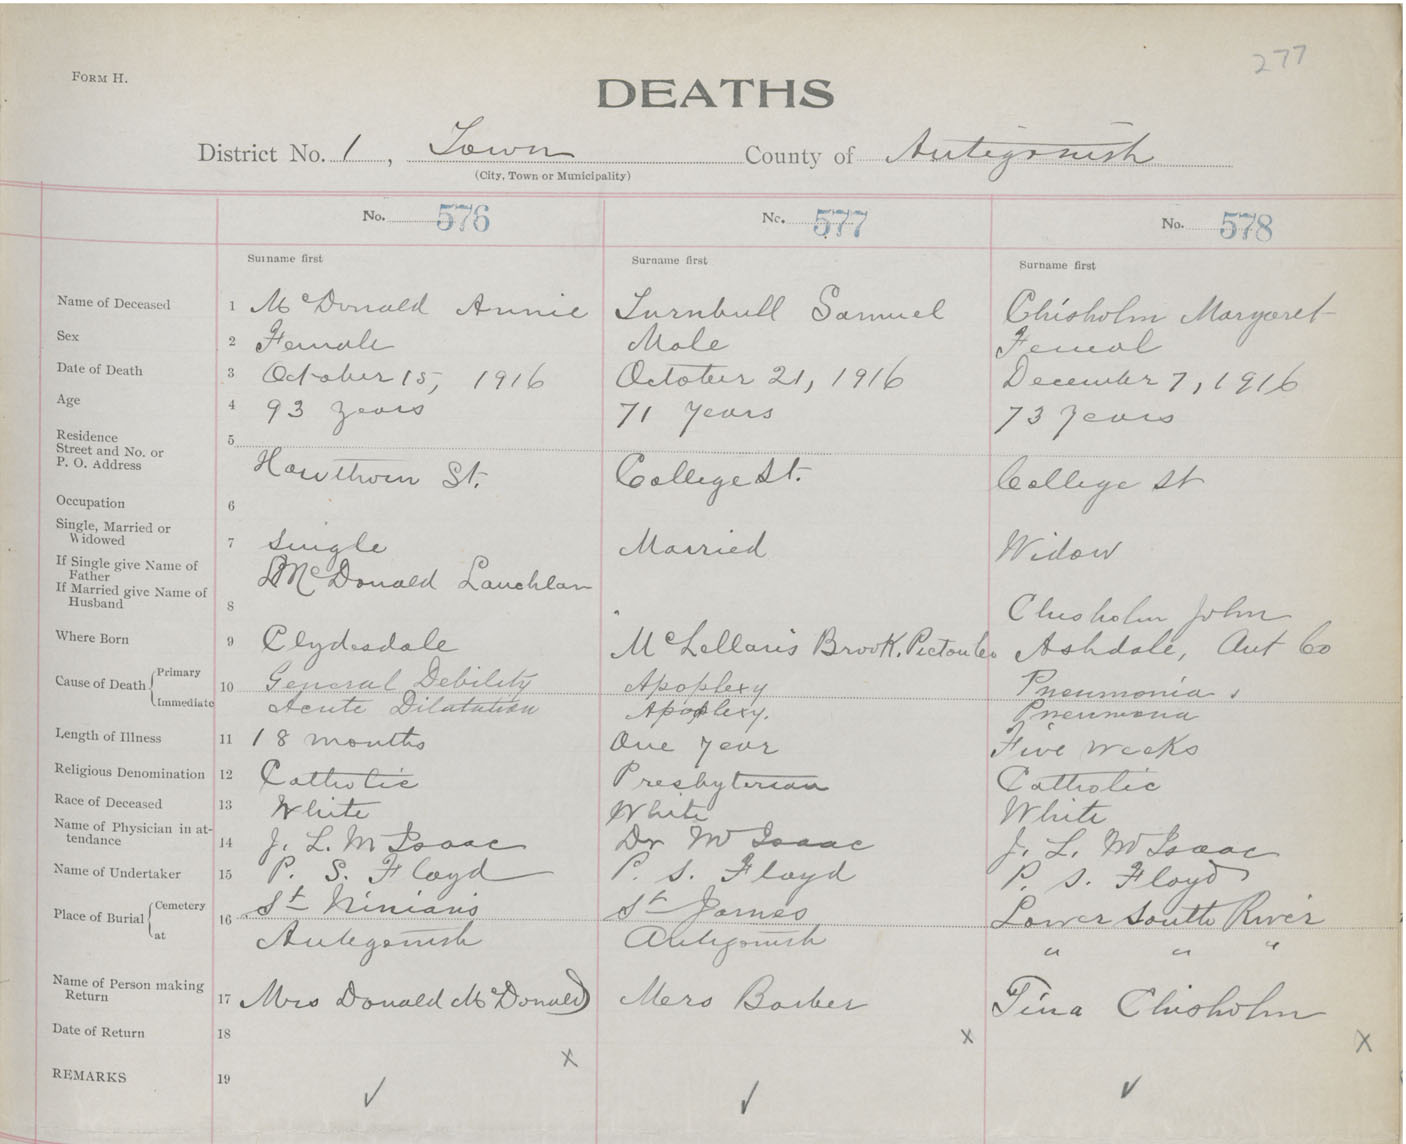 277
FORM H.
DEATHS
District No. 1, Town County of Antigonish
(City, Town or Municipality)
No. 576 No. 577 No. 578
Surname first Surname first Surname first
Name of Deceased 1 McDonald Annie Turnbull Samuel Chisholm Margaret
Sex 2 Female Male Femal
Date of Death 3 October 15, 1916 October 21, 1916 December 7, 1916
Age 4 93 years 71 years 73 years
Residence
Street and No. or
P. O. Address 5 Hawthorn St. College St. College St
Occupation 6
Single, Married or
Widowed 7 Single Married Widow
If Single give Name of
Father McDonald Lauchlan
If Married give Name of
Husband 8 Chisholm John
Where Born 9 Clydesdale McLellans Brook, Pictou Co Ashdale, Ant Co
Cause of Death Primary 10 General Debility Apoplexy Pneumonia
Immediate Acute Dilatation Apoplexy. Pneumona
Length of Illness 11 18 months One year Five weeks
Religious Denomination 12 Catholic Presbyterian Catholic
Race of Deceased 13 White White White
Name of Physician in at-
tendance 14 J. L. McIsaac Dr McIsaac J. L. McIsaac
Name of Undertaker 15 P. S. Floyd P. S. Floyd P. S. Floyd
Place of Burial Cemetery 16 St Ninians St James Lower South River
at Antigonish Antigonish " " "
Name of Person making
Return 17 Mrs Donald McDonald Mers Barber Tina Chisholm
Date of Return 18 x x x
REMARKS 19 ✓ ✓ ✓